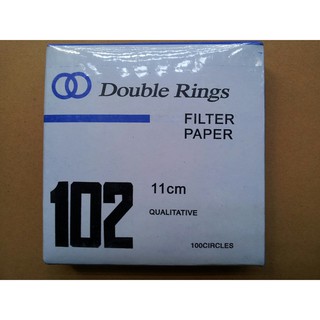 Double Rings
FILTER
PAPER
102
11cm
QUALITATIVE
100CIRCLES